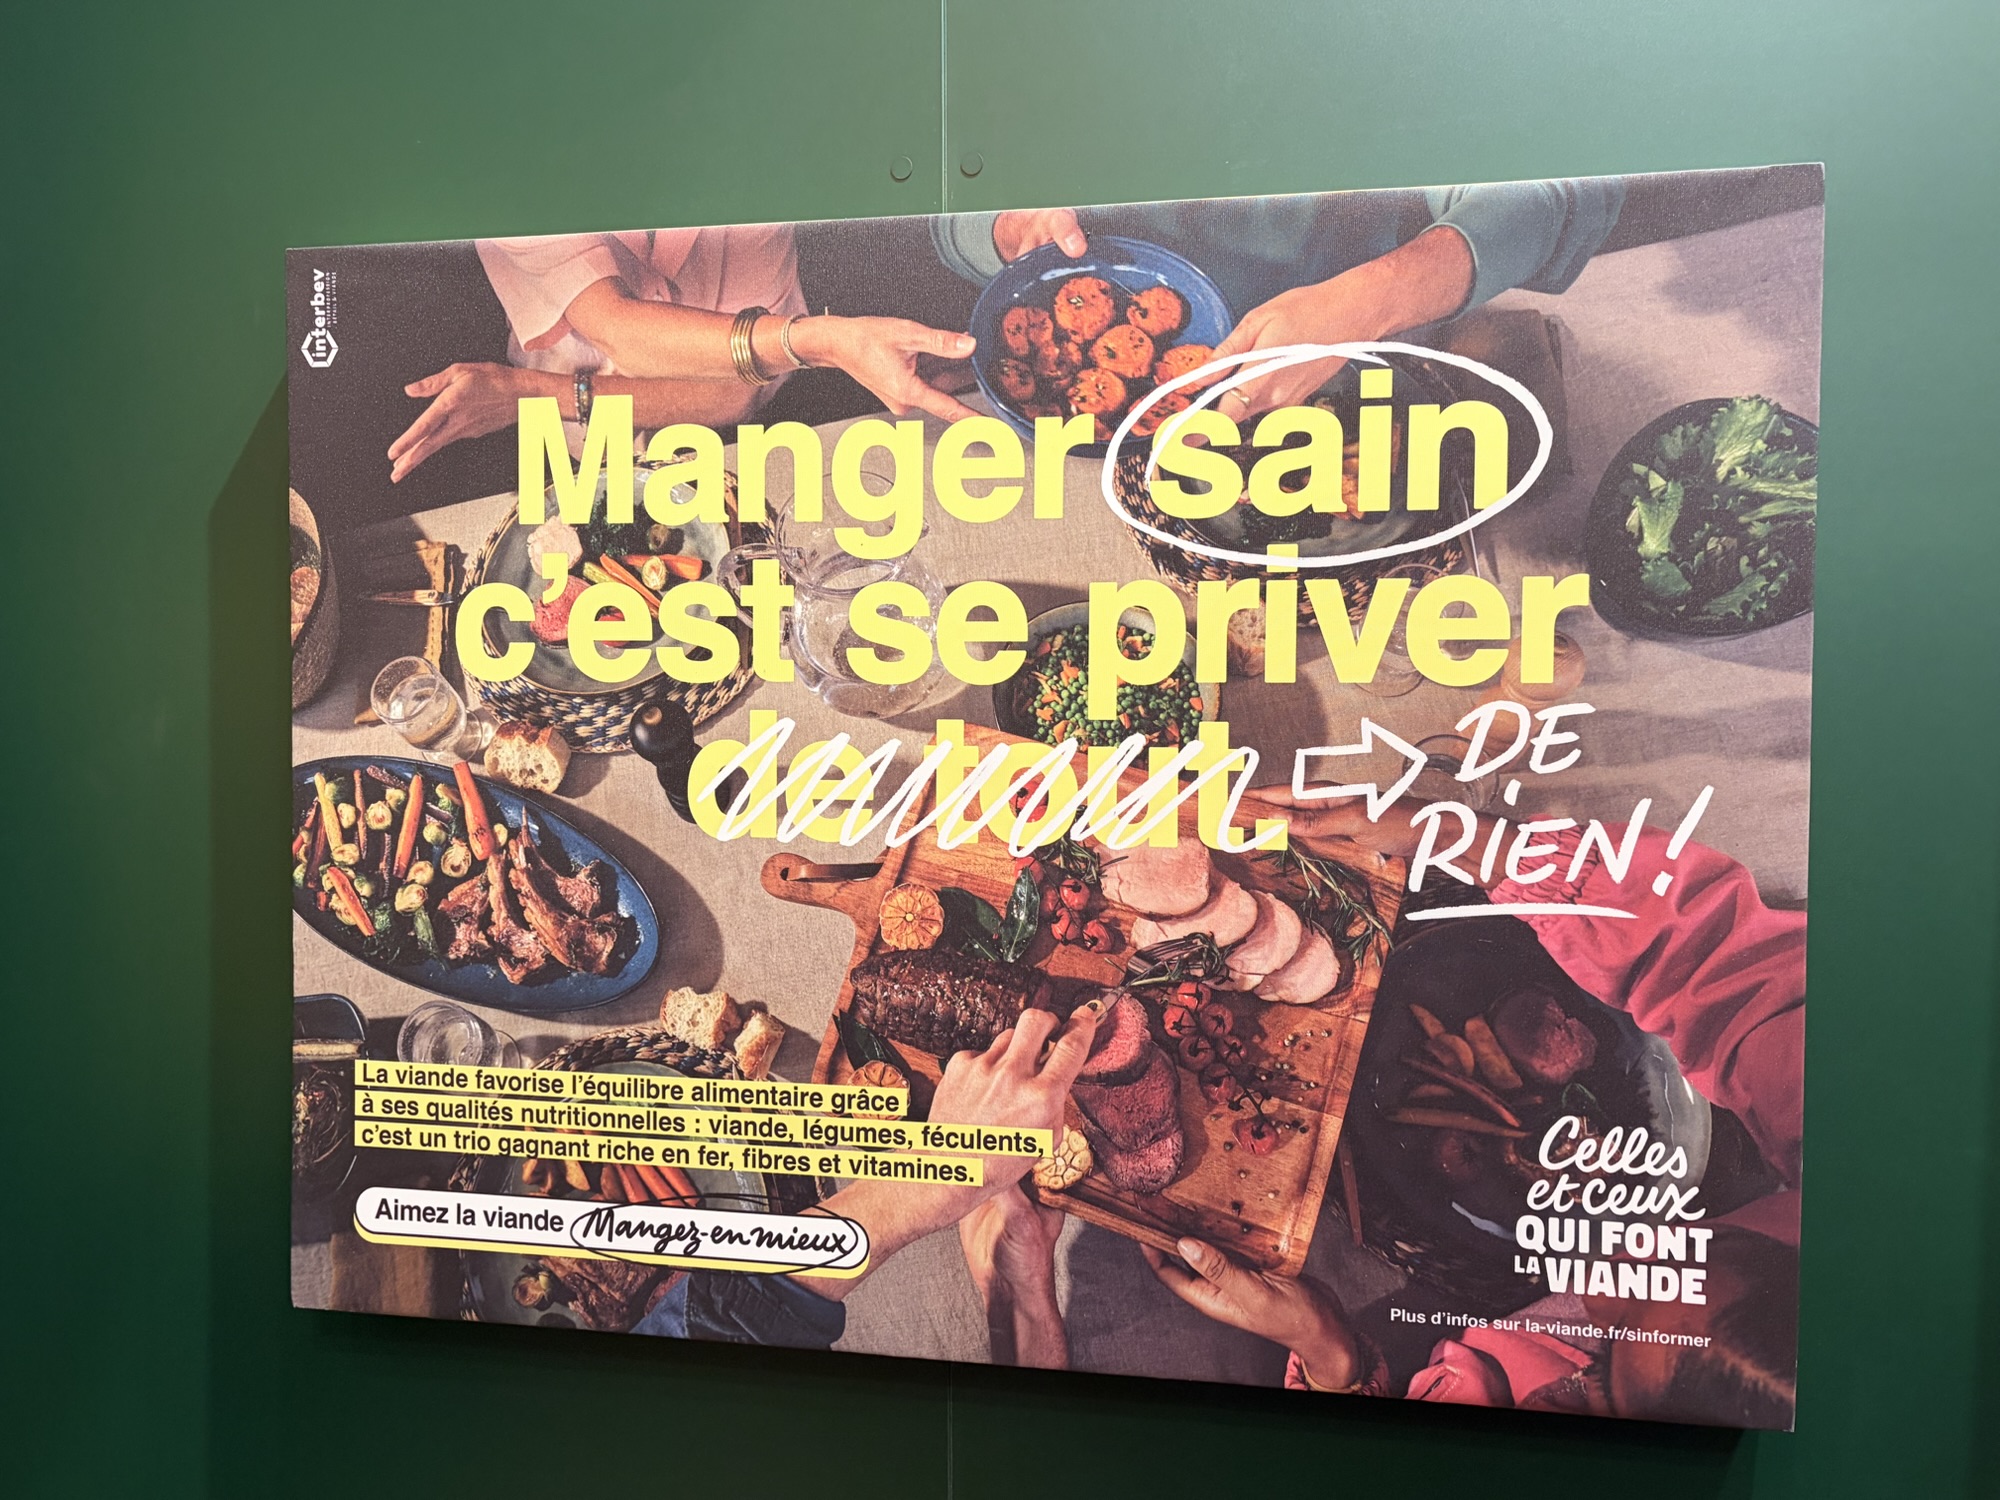 interbev
Manger sain
c'est se priver
de tout.
DE
RIEN!
La viande favorise l'équilibre alimentaire grâce
à ses qualités nutritionnelles : viande, légumes, féculents,
c'est un trio gagnant riche en fer, fibres et vitamines.
Aimez la viande Mangez-en mieux
Celles
et ceux
QUI FONT
LA VIANDE
Plus d'infos sur la-viande.fr/sinformer